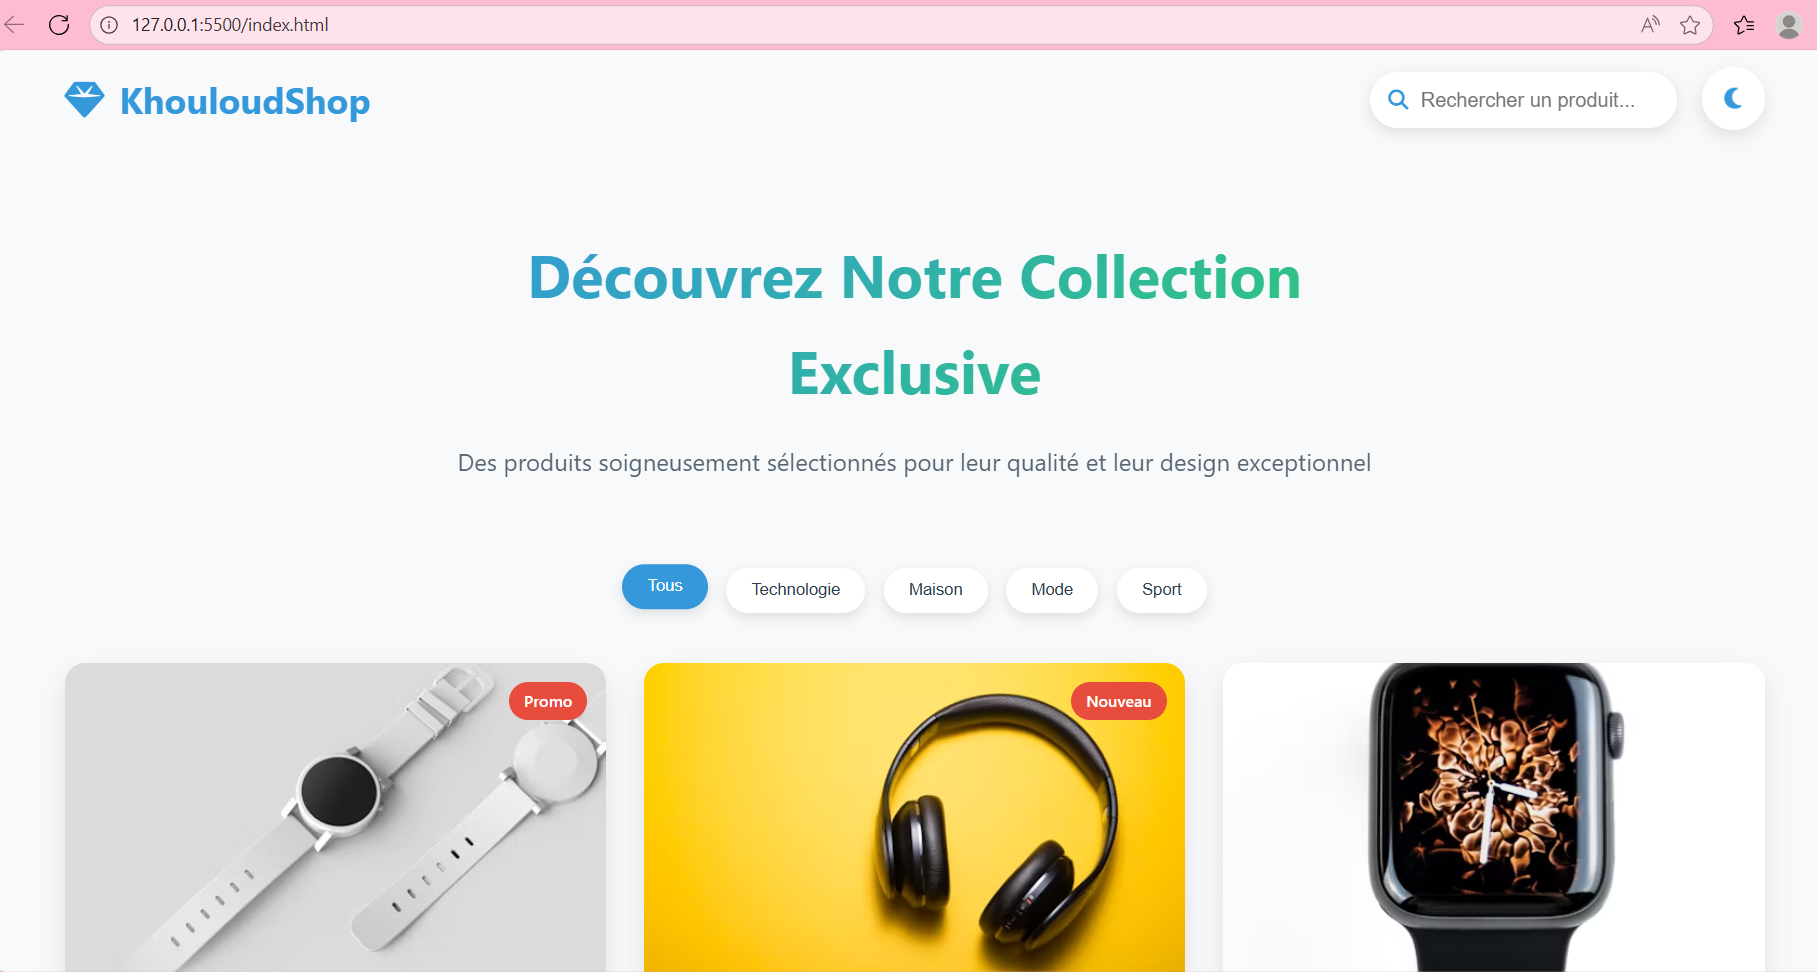 127.0.0.1:5500/index.html
KhouloudShop
Rechercher un produit...
Découvrez Notre Collection
Exclusive
Des produits soigneusement sélectionnés pour leur qualité et leur design exceptionnel
Tous
Technologie
Maison
Mode
Sport
Promo
Nouveau